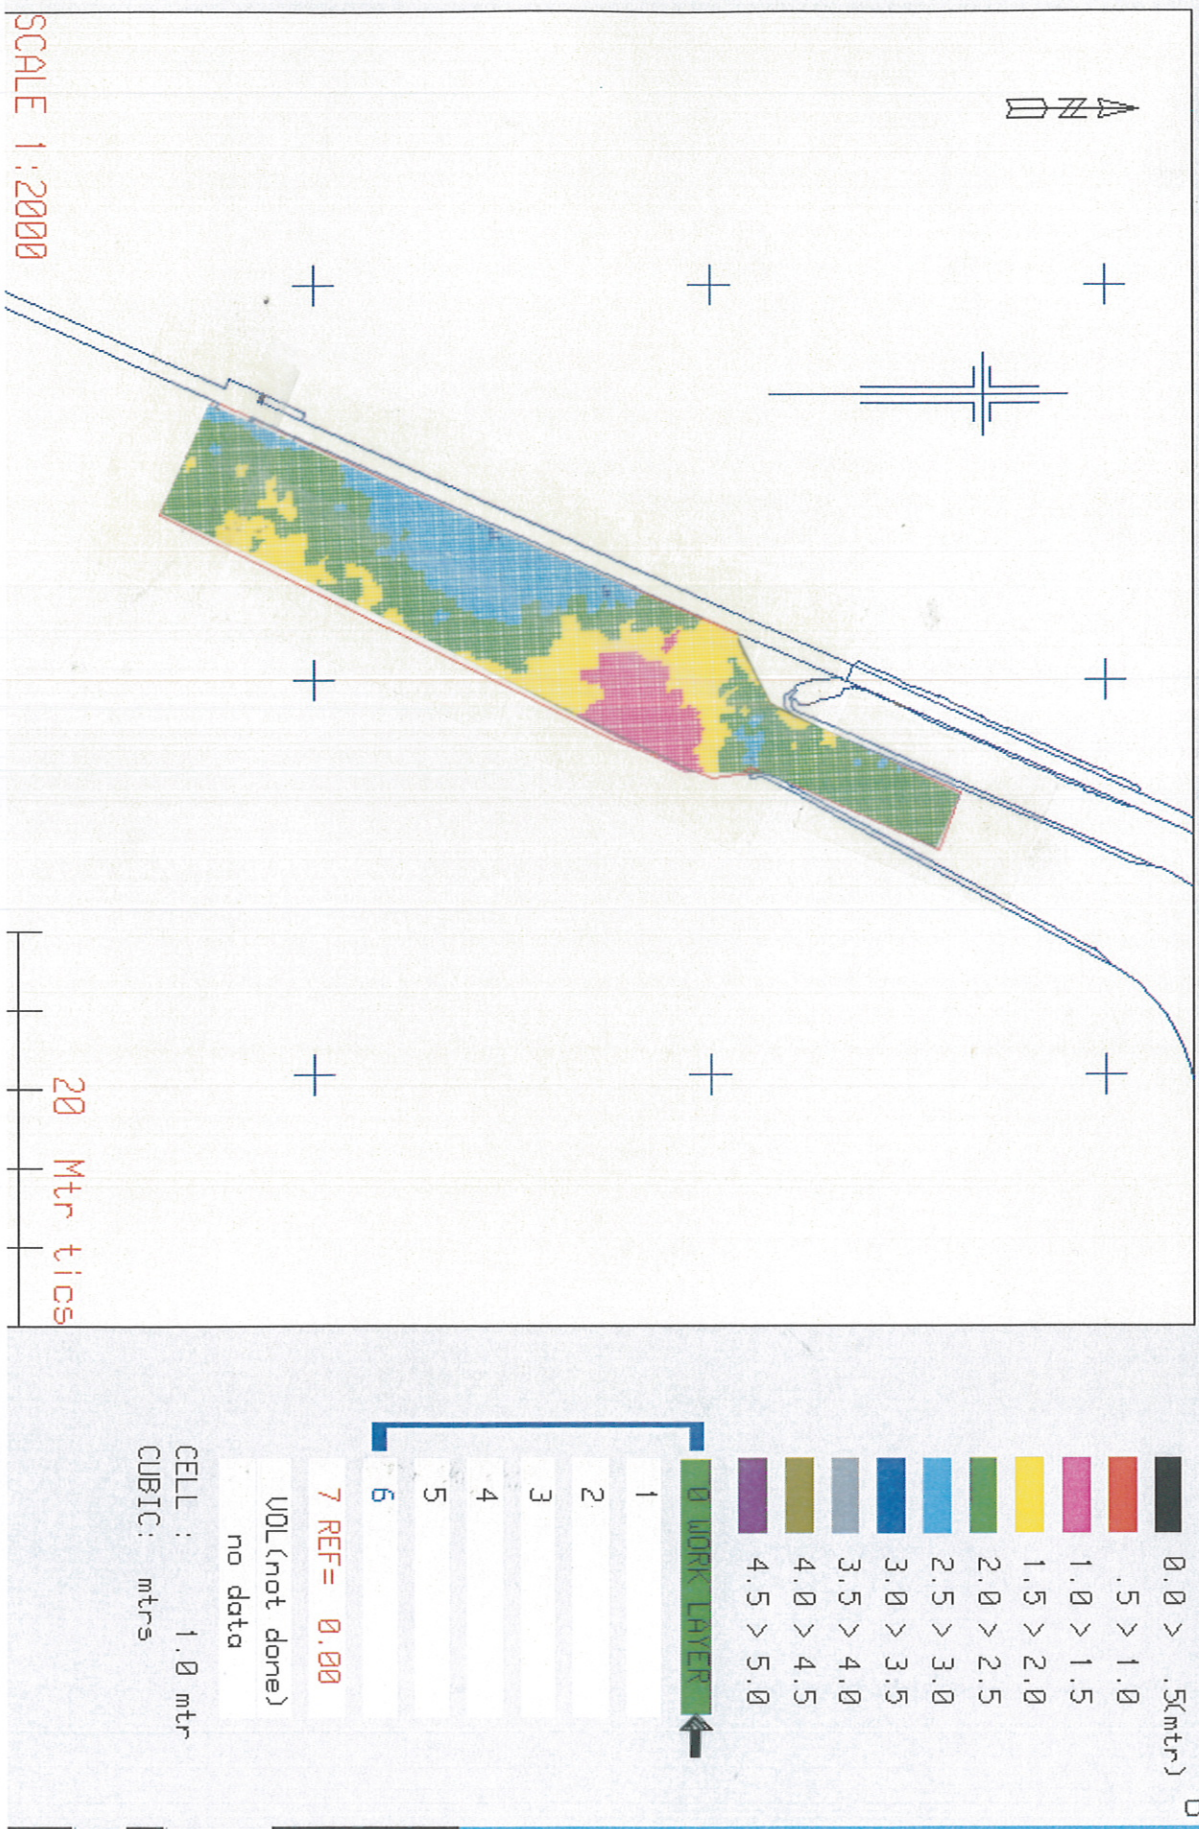 0.0 > .5(mtr)
.5 > 1.0
1.0 > 1.5
1.5 > 2.0
2.0 > 2.5
2.5 > 3.0
3.0 > 3.5
3.5 > 4.0
4.0 > 4.5
4.5 > 5.0
0 WORK LAYER
1
2
3
4
5
6
7 REF= 0.00
VOL(not done)
no data
CELL : 1.0 mtr
CUBIC: mtrs
N
20 Mtr tics
SCALE 1:2000